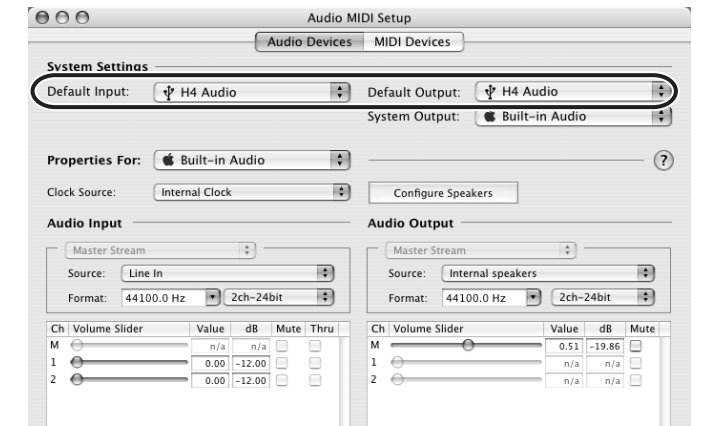 Audio MIDI Setup
Audio Devices MIDI Devices
System Settings
Default Input: H4 Audio Default Output: H4 Audio
System Output: Built-in Audio
Properties For: Built-in Audio ?
Clock Source: Internal Clock Configure Speakers
Audio Input Audio Output
Master Stream Master Stream
Source: Line In Source: Internal speakers
Format: 44100.0 Hz 2ch-24bit Format: 44100.0 Hz 2ch-24bit
Ch Volume Slider Value dB Mute Thru Ch Volume Slider Value dB Mute
M n/a n/a M 0.51 -19.86
1 0.00 -12.00 1 n/a n/a
2 0.00 -12.00 2 n/a n/a